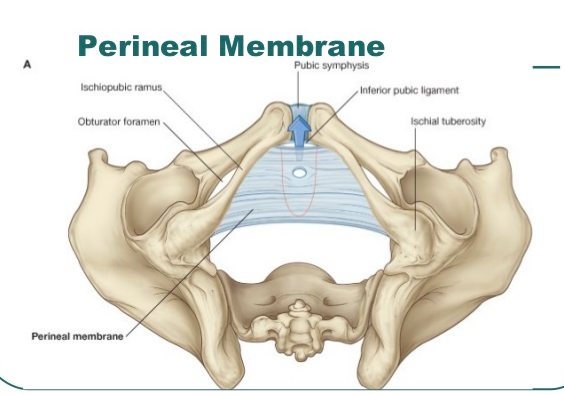 Perineal Membrane
A
Pubic symphysis
Ischiopubic ramus
Inferior pubic ligament
Obturator foramen
Ischial tuberosity
Perineal membrane